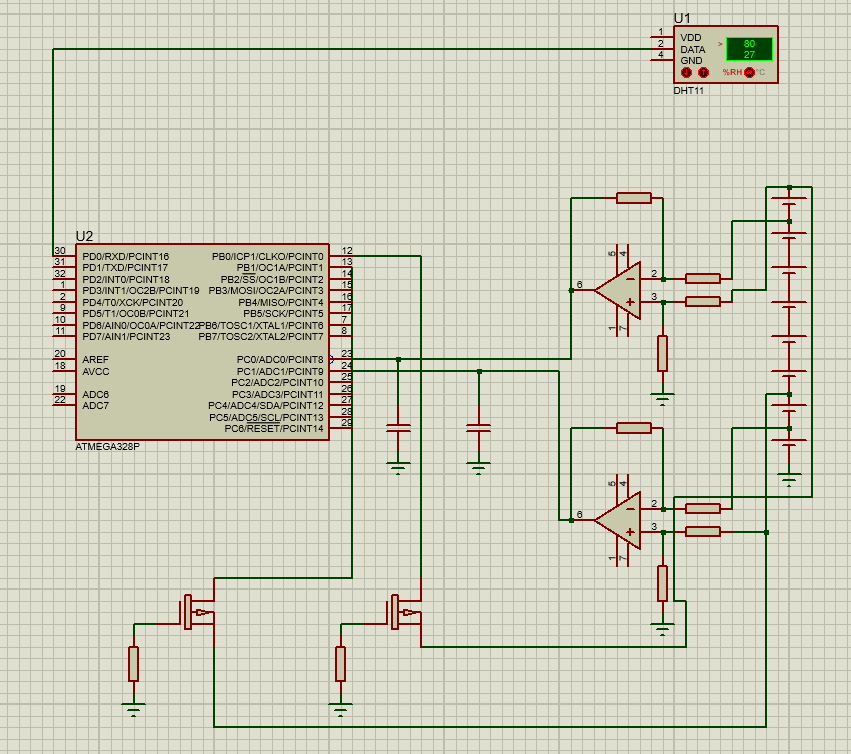 U1
1 VDD
2 DATA
4 GND
> 80
27
%RH °C
DHT11
U2
30 PD0/RXD/PCINT16 PB0/ICP1/CLKO/PCINT0 12
31 PD1/TXD/PCINT17 PB1/OC1A/PCINT1 13
32 PD2/INT0/PCINT18 PB2/SS/OC1B/PCINT2 14
1 PD3/INT1/OC2B/PCINT19 PB3/MOSI/OC2A/PCINT3 15
2 PD4/T0/XCK/PCINT20 PB4/MISO/PCINT4 16
9 PD5/T1/OC0B/PCINT21 PB5/SCK/PCINT5 17
10 PD6/AIN0/OC0A/PCINT22 PB6/TOSC1/XTAL1/PCINT6 7
11 PD7/AIN1/PCINT23 PB7/TOSC2/XTAL2/PCINT7 8
20 AREF PC0/ADC0/PCINT8 23
18 AVCC PC1/ADC1/PCINT9 24
PC2/ADC2/PCINT10 25
19 ADC6 PC3/ADC3/PCINT11 26
22 ADC7 PC4/ADC4/SDA/PCINT12 27
PC5/ADC5/SCL/PCINT13 28
PC6/RESET/PCINT14 29
ATMEGA328P
5 4
2
6
3
1 7
5 4
2
6
3
1 7